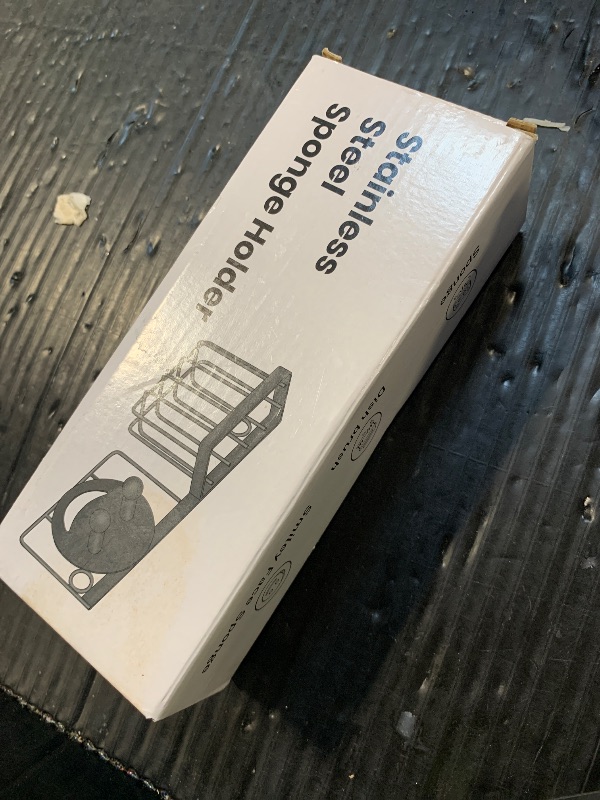 Stainless
Steel
Sponge Holder
Sponge
Dish brush
Smiley Face Sponge